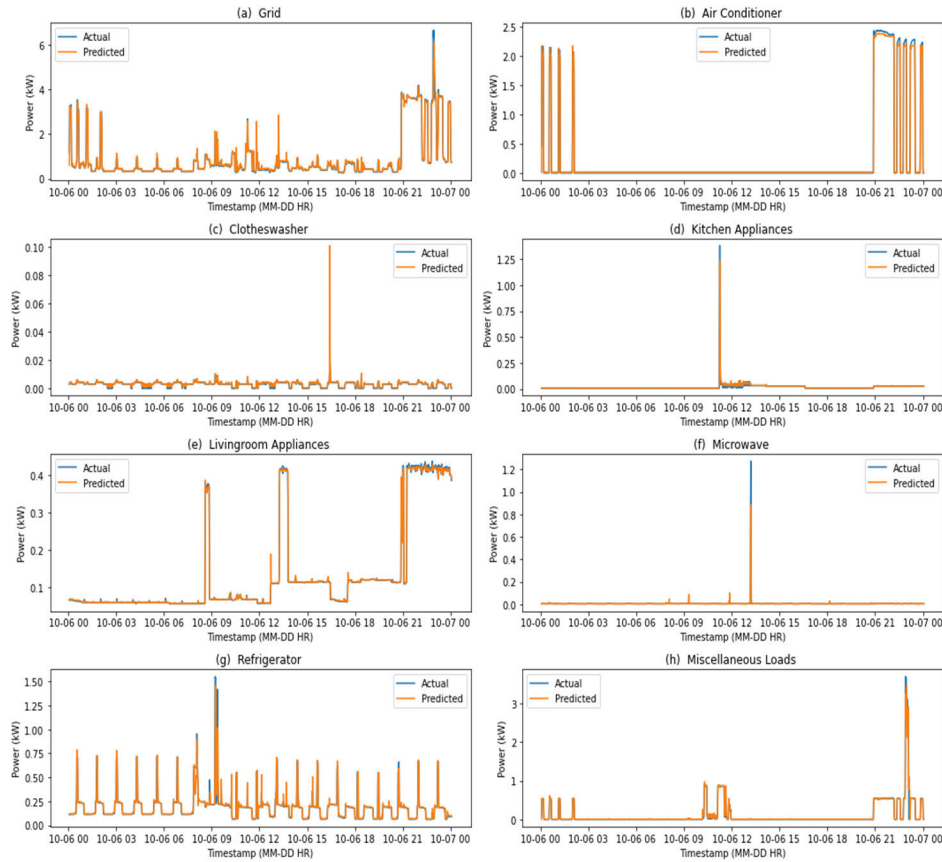 (a) Grid
Actual
Predicted
Power (kW)
6
4
2
0
10-06 00 10-06 03 10-06 06 10-06 09 10-06 12 10-06 15 10-06 18 10-06 21 10-07 00
Timestamp (MM-DD HR)
(b) Air Conditioner
Actual
Predicted
Power (kW)
2.5
2.0
1.5
1.0
0.5
0.0
10-06 00 10-06 03 10-06 06 10-06 09 10-06 12 10-06 15 10-06 18 10-06 21 10-07 00
Timestamp (MM-DD HR)
(c) Clotheswasher
Actual
Predicted
Power (kW)
0.10
0.08
0.06
0.04
0.02
0.00
10-06 00 10-06 03 10-06 06 10-06 09 10-06 12 10-06 15 10-06 18 10-06 21 10-07 00
Timestamp (MM-DD HR)
(d) Kitchen Appliances
Actual
Predicted
Power (kW)
1.25
1.00
0.75
0.50
0.25
0.00
10-06 00 10-06 03 10-06 06 10-06 09 10-06 12 10-06 15 10-06 18 10-06 21 10-07 00
Timestamp (MM-DD HR)
(e) Livingroom Appliances
Actual
Predicted
Power (kW)
0.4
0.3
0.2
0.1
10-06 00 10-06 03 10-06 06 10-06 09 10-06 12 10-06 15 10-06 18 10-06 21 10-07 00
Timestamp (MM-DD HR)
(f) Microwave
Actual
Predicted
Power (kW)
1.2
1.0
0.8
0.6
0.4
0.2
0.0
10-06 00 10-06 03 10-06 06 10-06 09 10-06 12 10-06 15 10-06 18 10-06 21 10-07 00
Timestamp (MM-DD HR)
(g) Refrigerator
Actual
Predicted
Power (kW)
1.50
1.25
1.00
0.75
0.50
0.25
0.00
10-06 00 10-06 03 10-06 06 10-06 09 10-06 12 10-06 15 10-06 18 10-06 21 10-07 00
Timestamp (MM-DD HR)
(h) Miscellaneous Loads
Actual
Predicted
Power (kW)
3
2
1
0
10-06 00 10-06 03 10-06 06 10-06 09 10-06 12 10-06 15 10-06 18 10-06 21 10-07 00
Timestamp (MM-DD HR)